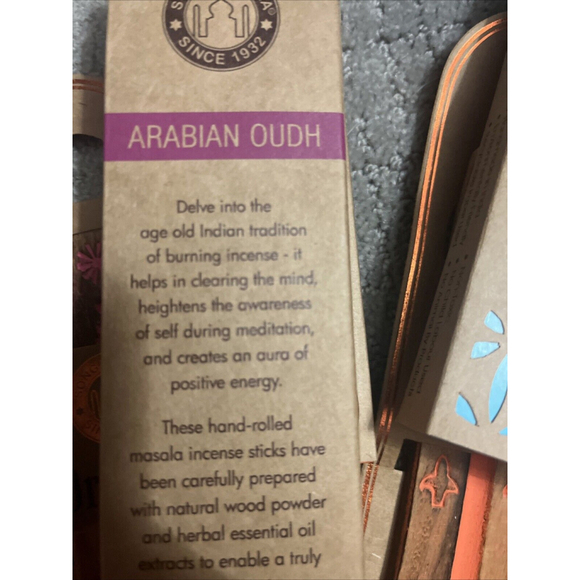 SINCE 1932
ARABIAN OUDH
Delve into the
age old Indian tradition
of burning incense - it
helps in clearing the mind,
heightens the awareness
of self during meditation,
and creates an aura of
positive energy.
These hand-rolled
masala incense sticks have
been carefully prepared
with natural wood powder
and herbal essential oil
extracts to enable a truly